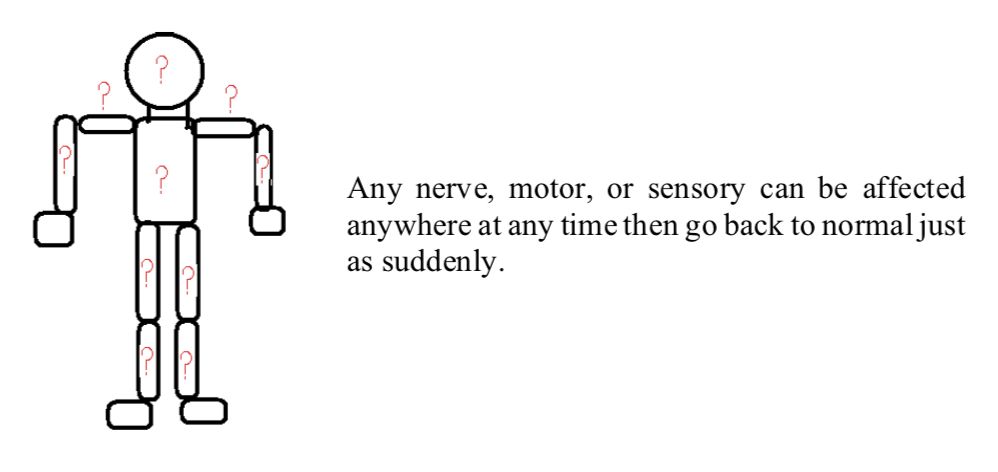 ?
? ?
? ?
?
? ?
? ?
Any nerve, motor, or sensory can be affected
anywhere at any time then go back to normal just
as suddenly.